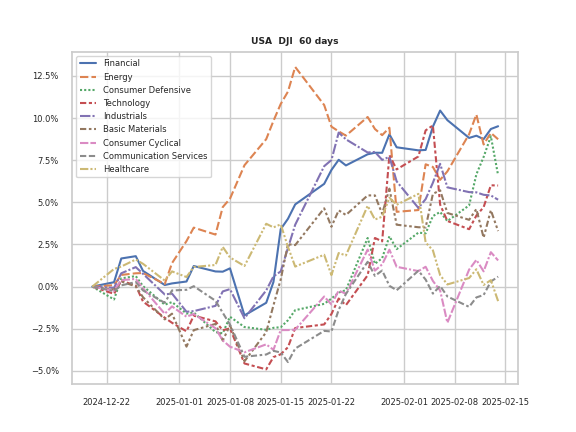 USA  DJI  60 days
Financial
Energy
Consumer Defensive
Technology
Industrials
Basic Materials
Consumer Cyclical
Communication Services
Healthcare
12.5%
10.0%
7.5%
5.0%
2.5%
0.0%
−2.5%
−5.0%
2024-12-22 2025-01-01 2025-01-08 2025-01-15 2025-01-22 2025-02-01 2025-02-08 2025-02-15